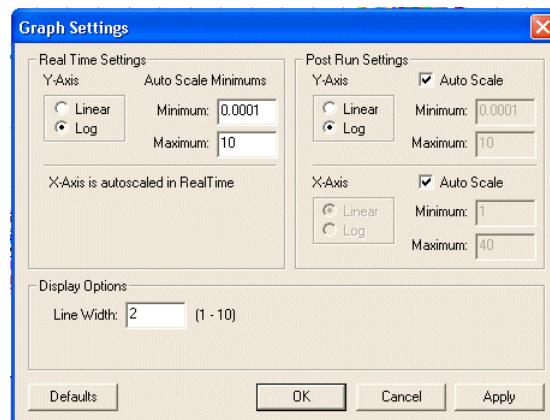 Graph Settings
Real Time Settings
Y-Axis
Auto Scale Minimums
Linear
Log
Minimum: 0.0001
Maximum: 10
X-Axis is autoscaled in RealTime
Post Run Settings
Y-Axis
Auto Scale
Linear
Log
Minimum: 0.0001
Maximum: 10
X-Axis
Auto Scale
Linear
Log
Minimum: 1
Maximum: 40
Display Options
Line Width: 2 (1 - 10)
Defaults
OK
Cancel
Apply